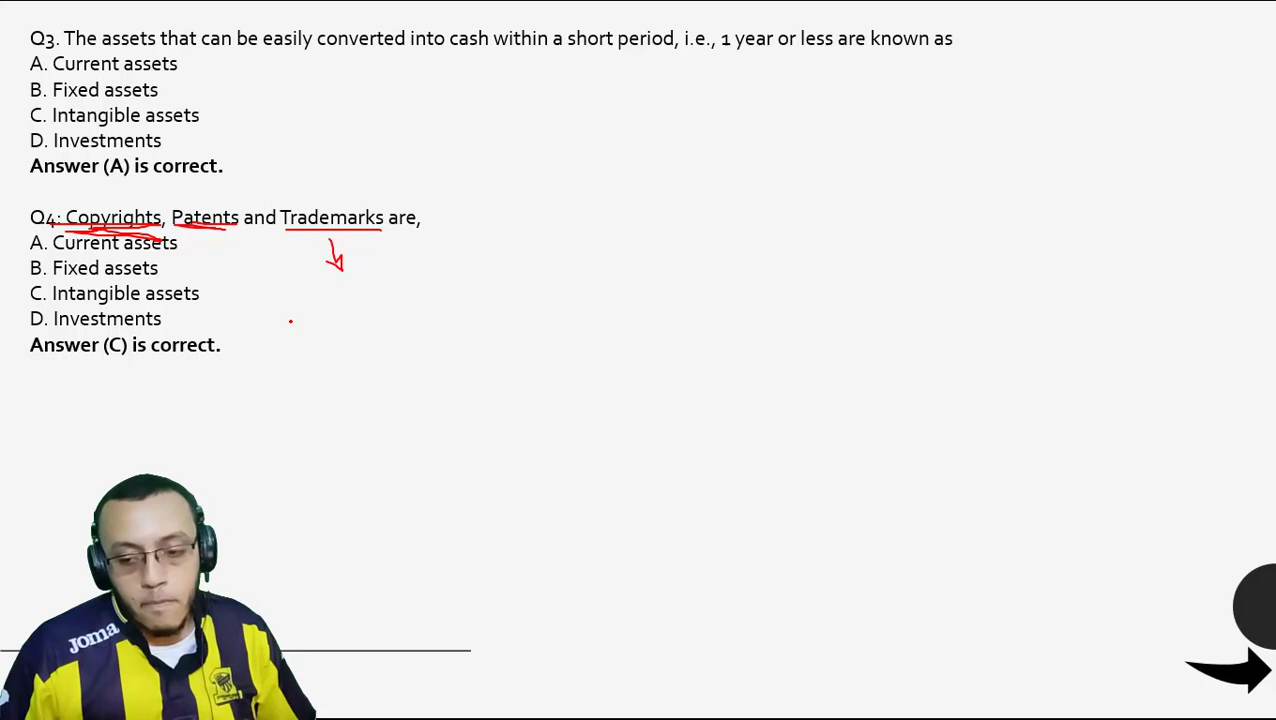 Q3. The assets that can be easily converted into cash within a short period, i.e., 1 year or less are known as
A. Current assets
B. Fixed assets
C. Intangible assets
D. Investments
Answer (A) is correct.
Q4: Copyrights, Patents and Trademarks are,
A. Current assets
B. Fixed assets
C. Intangible assets
D. Investments
Answer (C) is correct.
JOMA